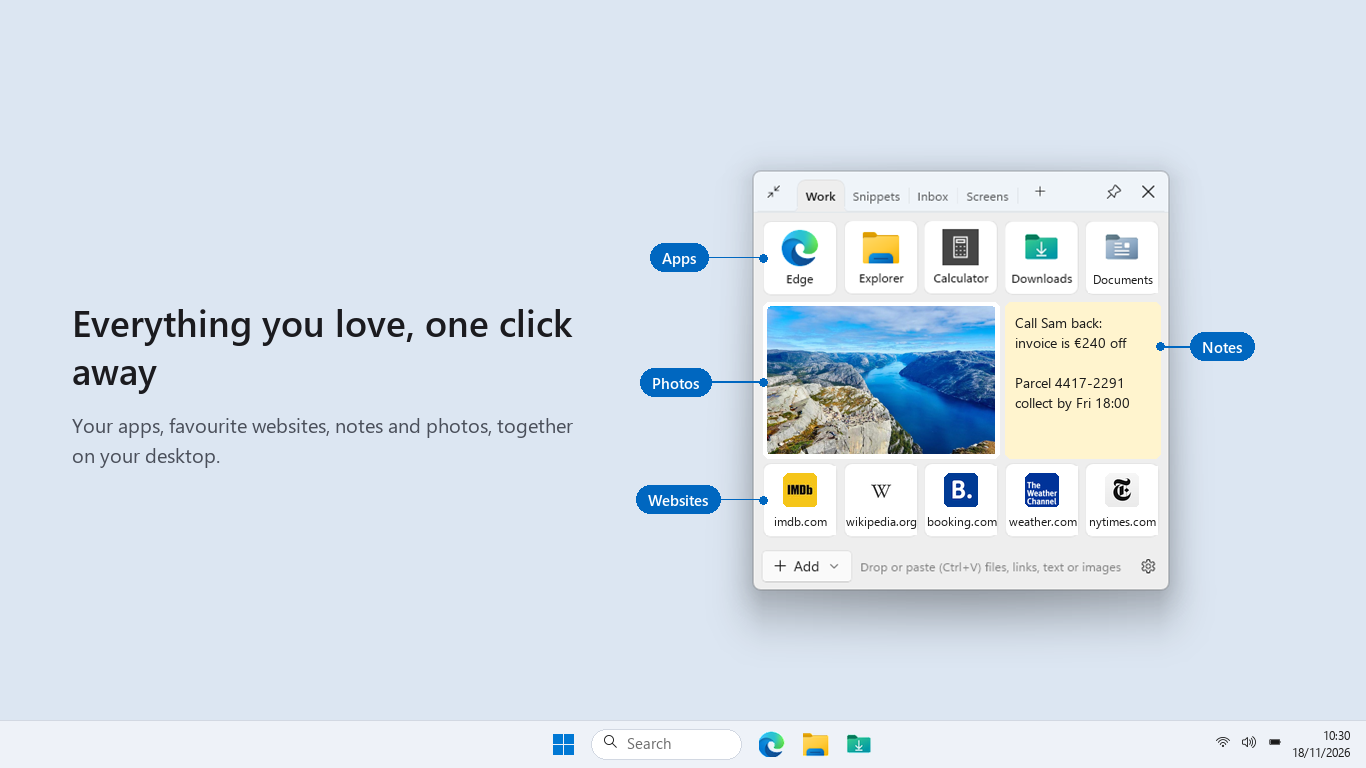 Everything you love, one click
away
Your apps, favourite websites, notes and photos, together
on your desktop.
Work Snippets Inbox Screens
Apps
Edge Explorer Calculator Downloads Documents
Photos
Call Sam back:
invoice is €240 off
Parcel 4417-2291
collect by Fri 18:00
Notes
Websites
IMDb W B. The Weather Channel T
imdb.com wikipedia.org booking.com weather.com nytimes.com
Add Drop or paste (Ctrl+V) files, links, text or images
Search
10:30
18/11/2026